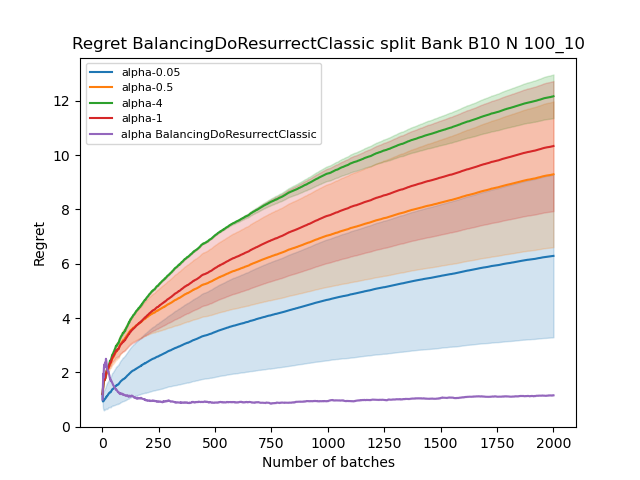 Regret BalancingDoResurrectClassic split Bank B10 N 100_10
alpha-0.05
alpha-0.5
alpha-4
alpha-1
alpha BalancingDoResurrectClassic
12
10
8
6
4
2
0
Regret
0 250 500 750 1000 1250 1500 1750 2000
Number of batches